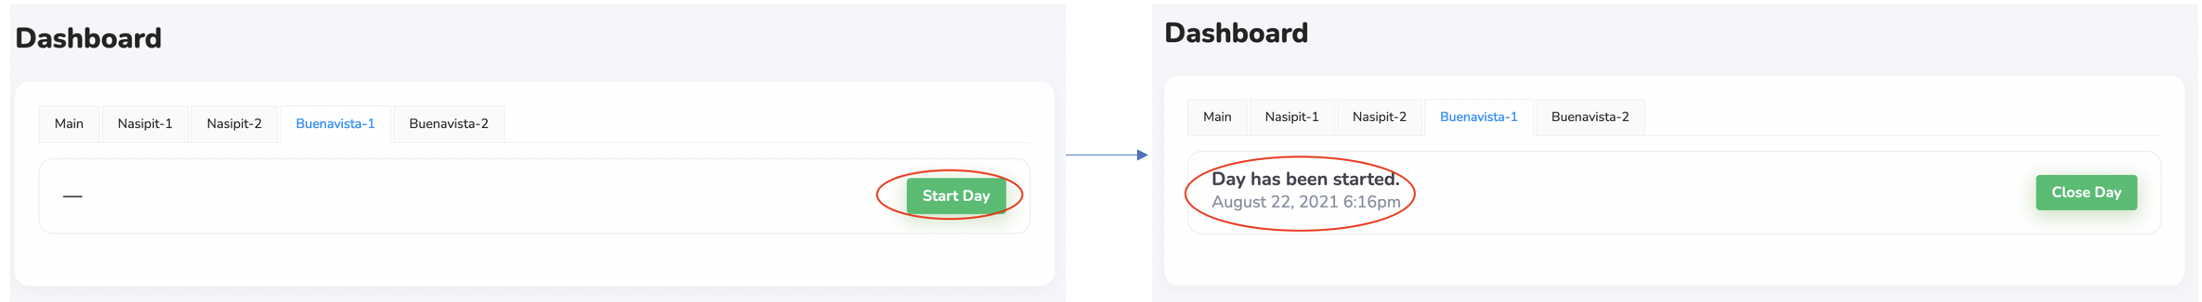 Dashboard
Main Nasipit-1 Nasipit-2 Buenavista-1 Buenavista-2
— Start Day
Dashboard
Main Nasipit-1 Nasipit-2 Buenavista-1 Buenavista-2
Day has been started.
August 22, 2021 6:16pm
Close Day